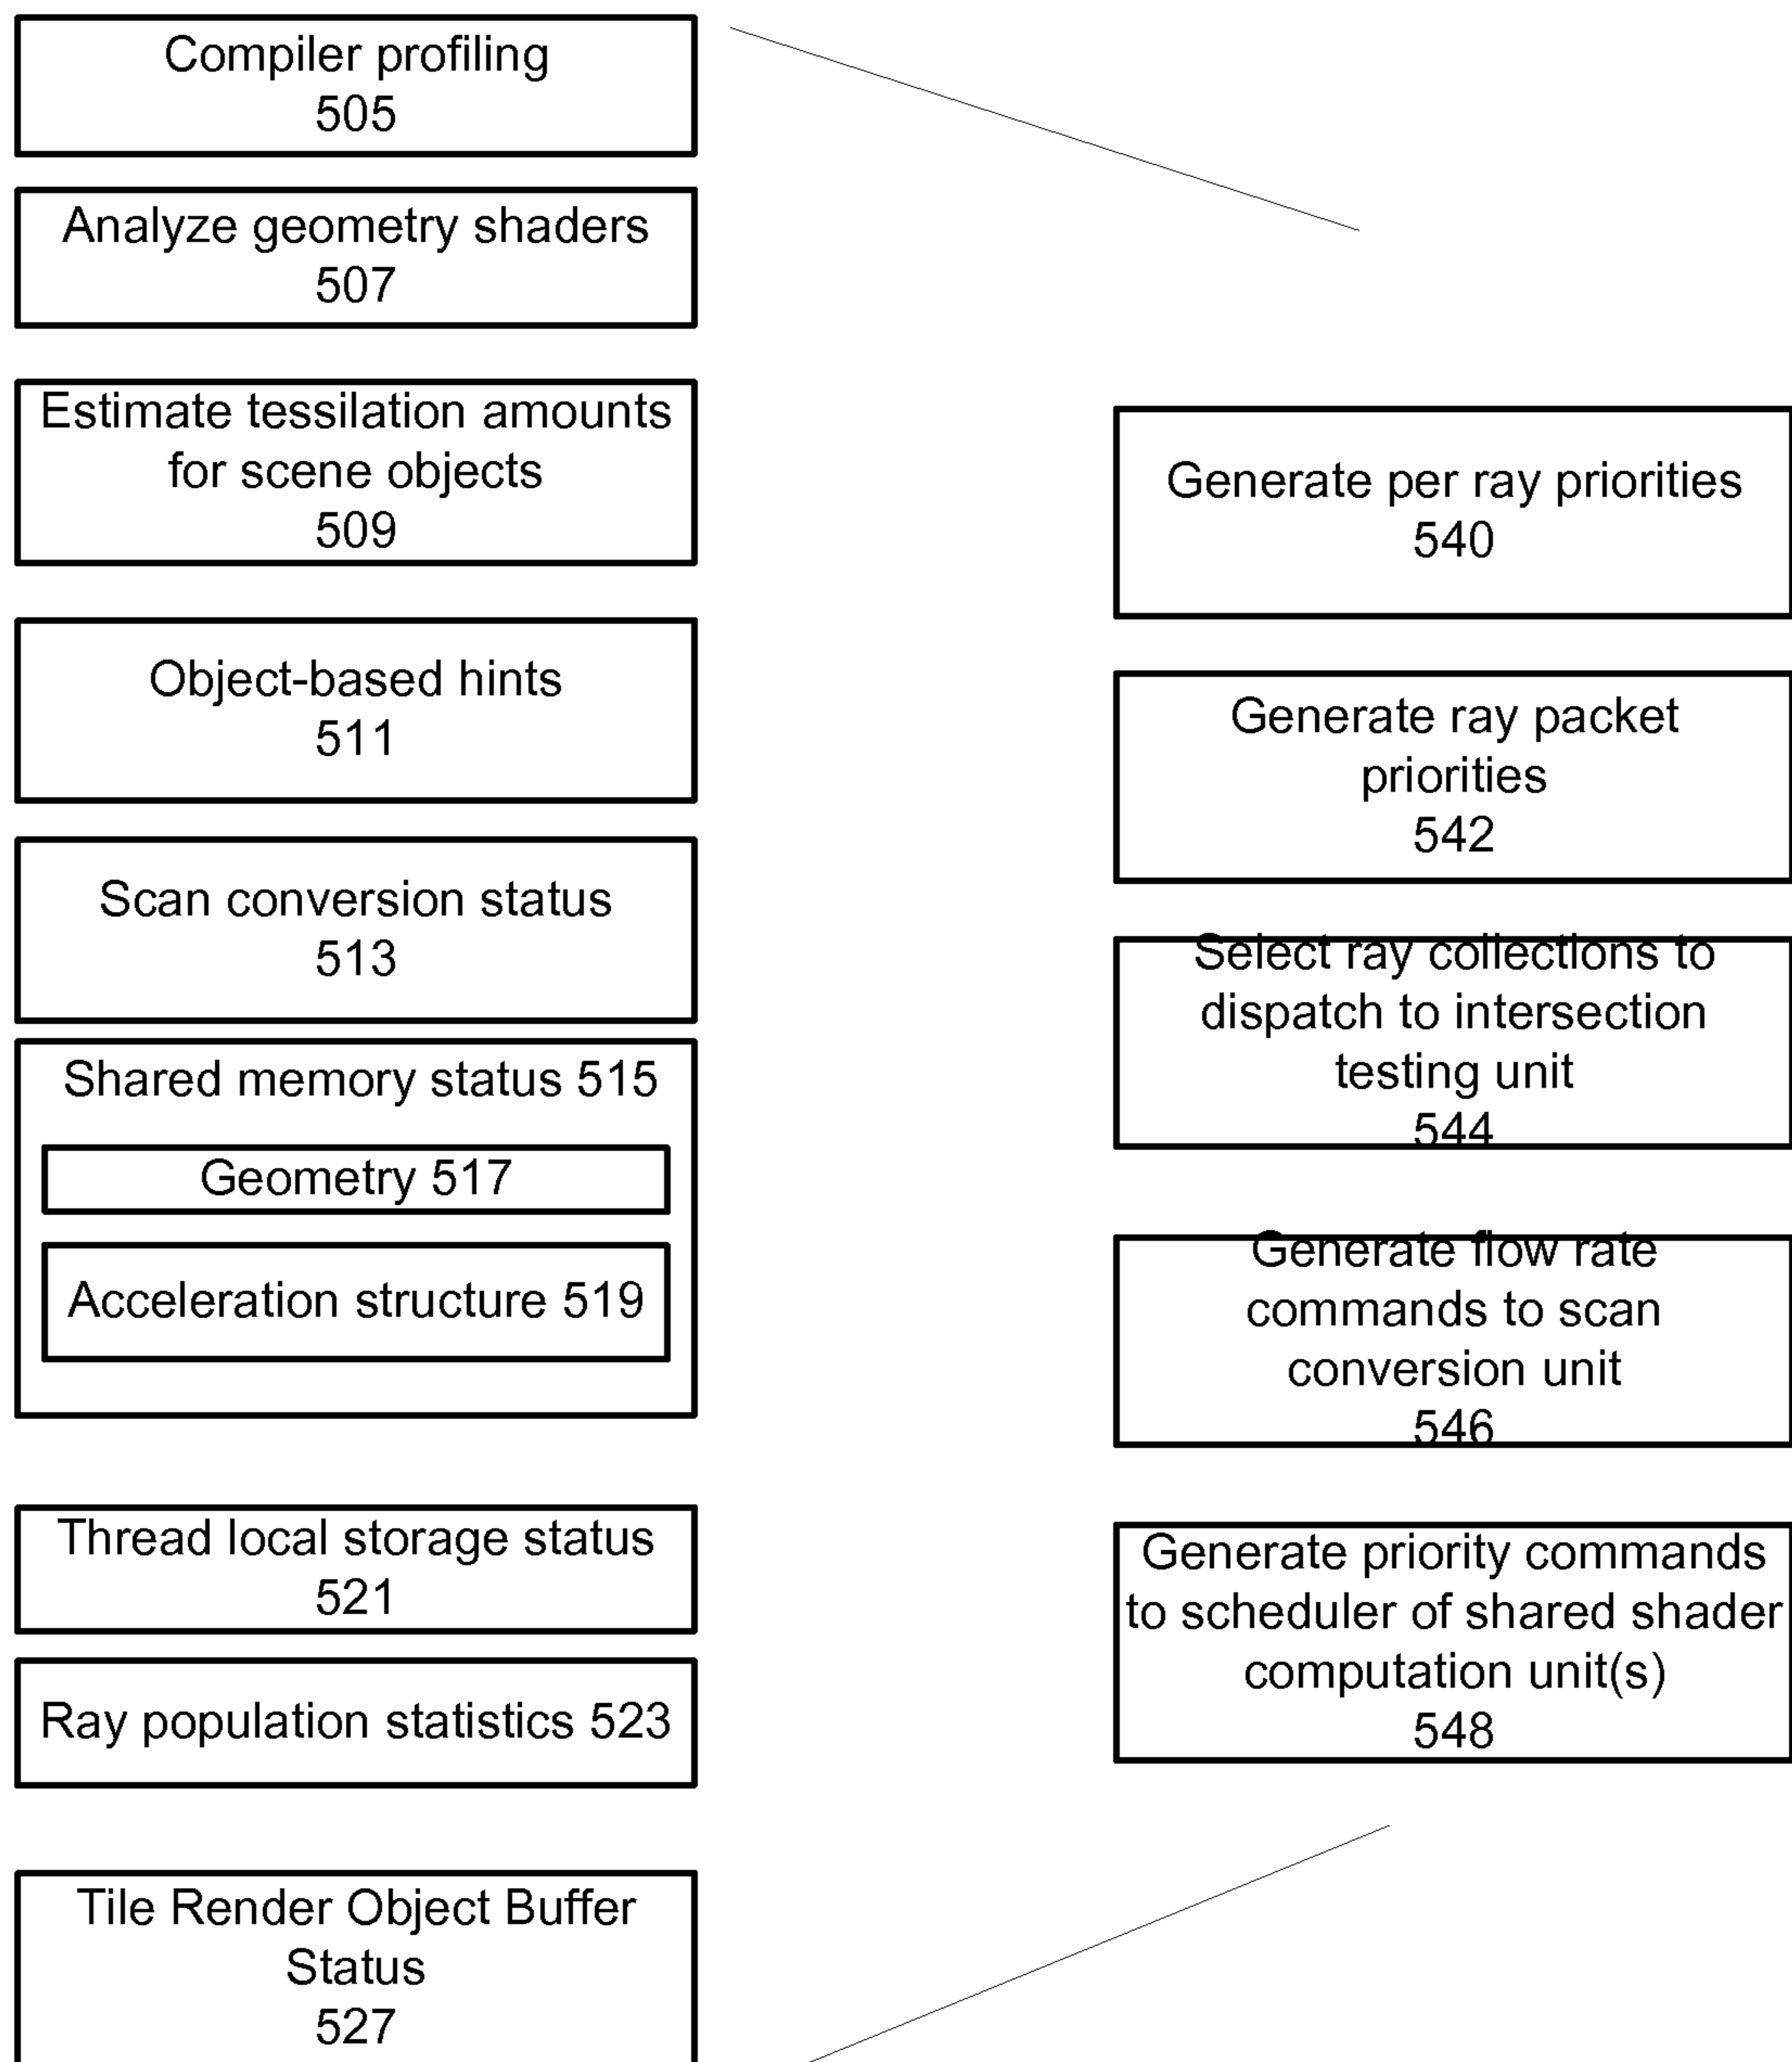 Compiler profiling
505
Analyze geometry shaders
507
Estimate tessilation amounts
for scene objects
509
Object-based hints
511
Scan conversion status
513
Shared memory status 515
Geometry 517
Acceleration structure 519
Thread local storage status
521
Ray population statistics 523
Tile Render Object Buffer
Status
527
Generate per ray priorities
540
Generate ray packet
priorities
542
Select ray collections to
dispatch to intersection
testing unit
544
Generate flow rate
commands to scan
conversion unit
546
Generate priority commands
to scheduler of shared shader
computation unit(s)
548